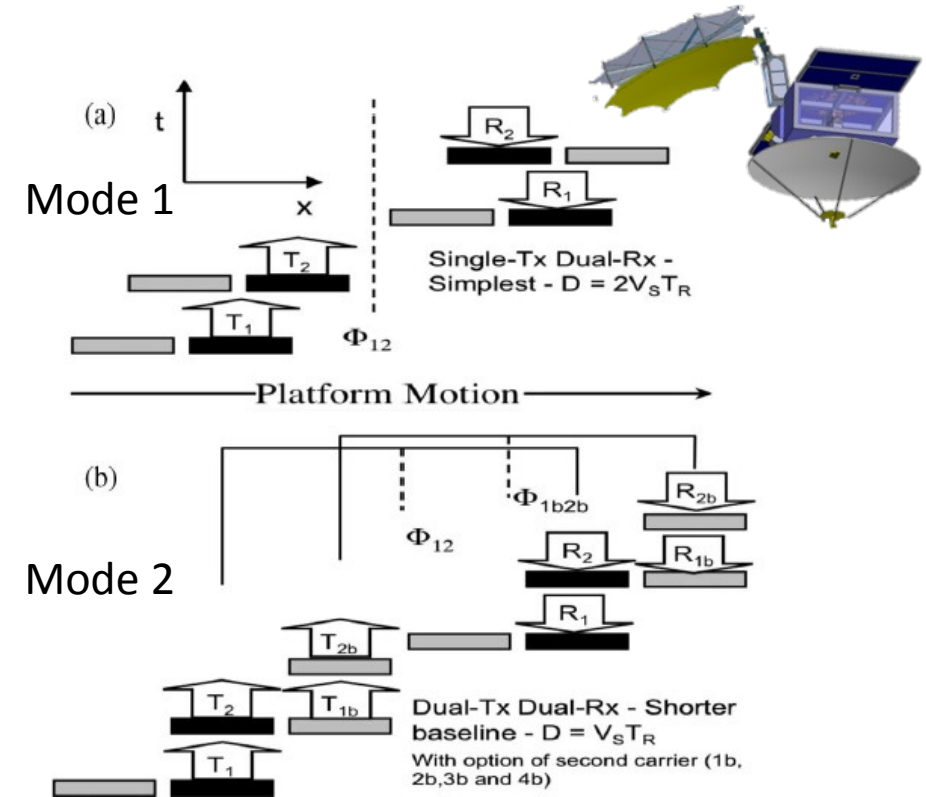 (a)
t
Mode 1
x
R₂
R₁
T₂
T₁
Φ₁₂
Single-Tx Dual-Rx -
Simplest - D = 2VₛTᵣ
Platform Motion
(b)
Mode 2
Φ₁₂
Φ₁b2b
R₂b
R₂
R₁b
R₁
T₂b
T₂
T₁b
T₁
Dual-Tx Dual-Rx - Shorter
baseline - D = VₛTᵣ
With option of second carrier (1b,
2b,3b and 4b)